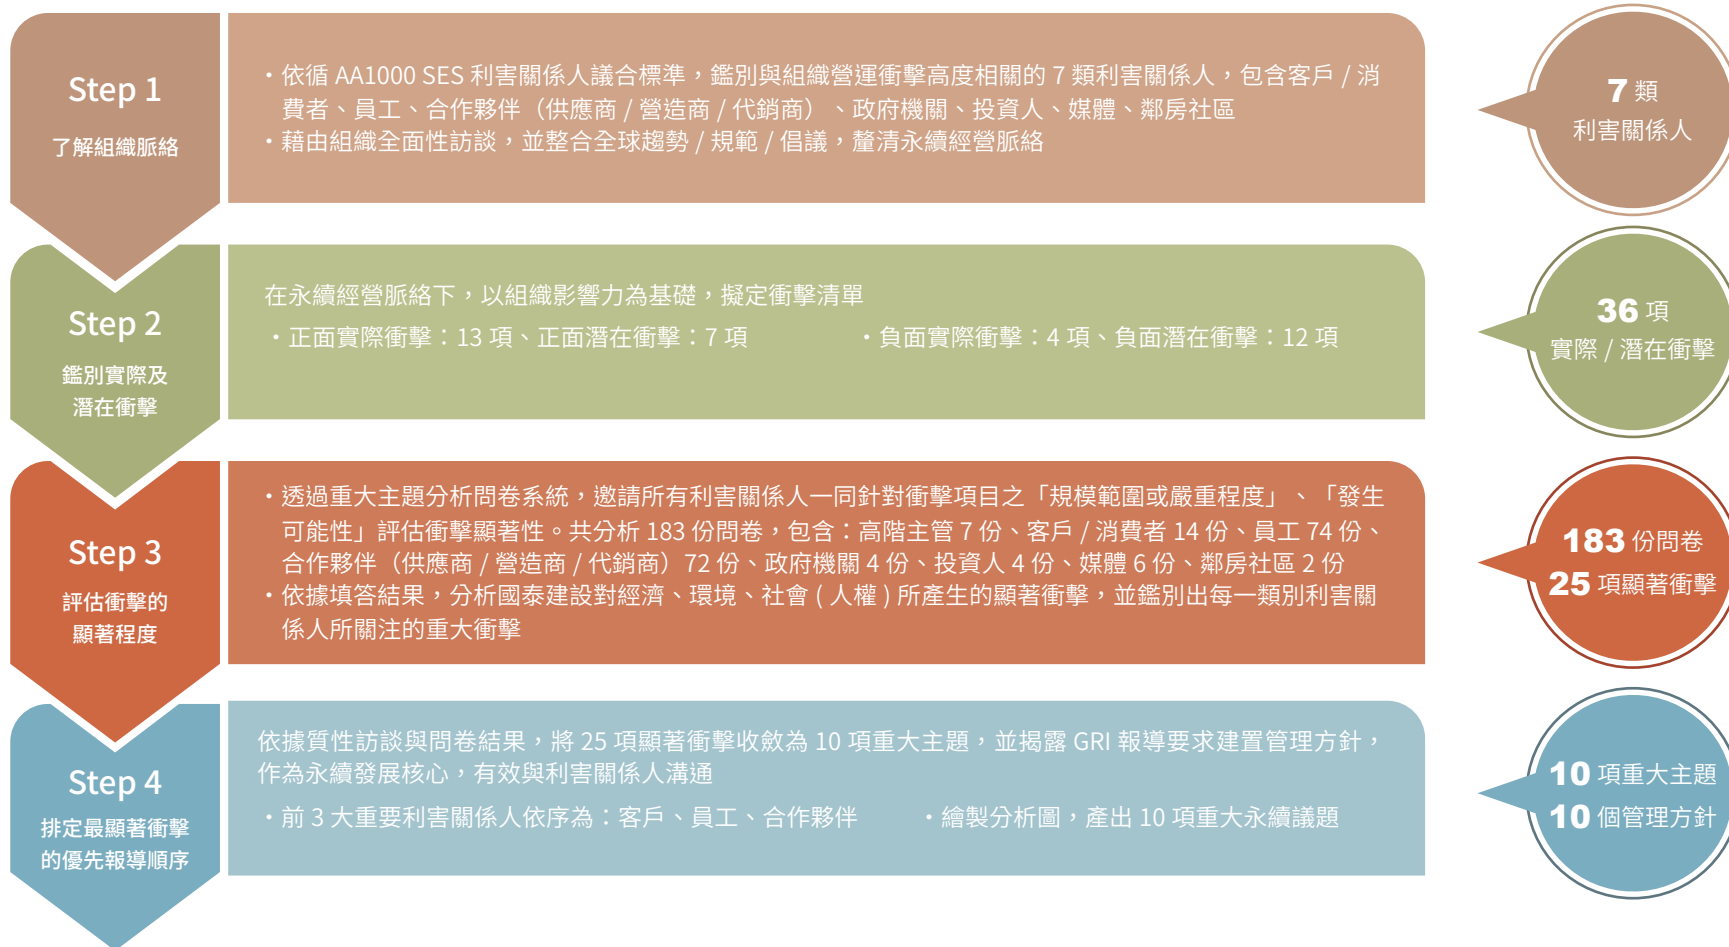 Step 1
了解組織脈絡
・依循 AA1000 SES 利害關係人議合標準，鑑別與組織營運衝擊高度相關的 7 類利害關係人，包含客戶 / 消
費者、員工、合作夥伴（供應商 / 營造商 / 代銷商）、政府機關、投資人、媒體、鄰房社區
・藉由組織全面性訪談，並整合全球趨勢 / 規範 / 倡議，釐清永續經營脈絡
7 類
利害關係人
Step 2
鑑別實際及
潛在衝擊
在永續經營脈絡下，以組織影響力為基礎，擬定衝擊清單
・正面實際衝擊：13 項、正面潛在衝擊：7 項
・負面實際衝擊：4 項、負面潛在衝擊：12 項
36 項
實際 / 潛在衝擊
Step 3
評估衝擊的
顯著程度
・透過重大主題分析問卷系統，邀請所有利害關係人一同針對衝擊項目之「規模範圍或嚴重程度」、「發生
可能性」評估衝擊顯著性。共分析 183 份問卷，包含：高階主管 7 份、客戶 / 消費者 14 份、員工 74 份、
合作夥伴（供應商 / 營造商 / 代銷商）72 份、政府機關 4 份、投資人 4 份、媒體 6 份、鄰房社區 2 份
・依據填答結果，分析國泰建設對經濟、環境、社會 ( 人權 ) 所產生的顯著衝擊，並鑑別出每一類別利害關
係人所關注的重大衝擊
183 份問卷
25 項顯著衝擊
Step 4
排定最顯著衝擊
的優先報導順序
依據質性訪談與問卷結果，將 25 項顯著衝擊收斂為 10 項重大主題，並揭露 GRI 報導要求建置管理方針，
作為永續發展核心，有效與利害關係人溝通
・前 3 大重要利害關係人依序為：客戶、員工、合作夥伴
・繪製分析圖，產出 10 項重大永續議題
10 項重大主題
10 個管理方針